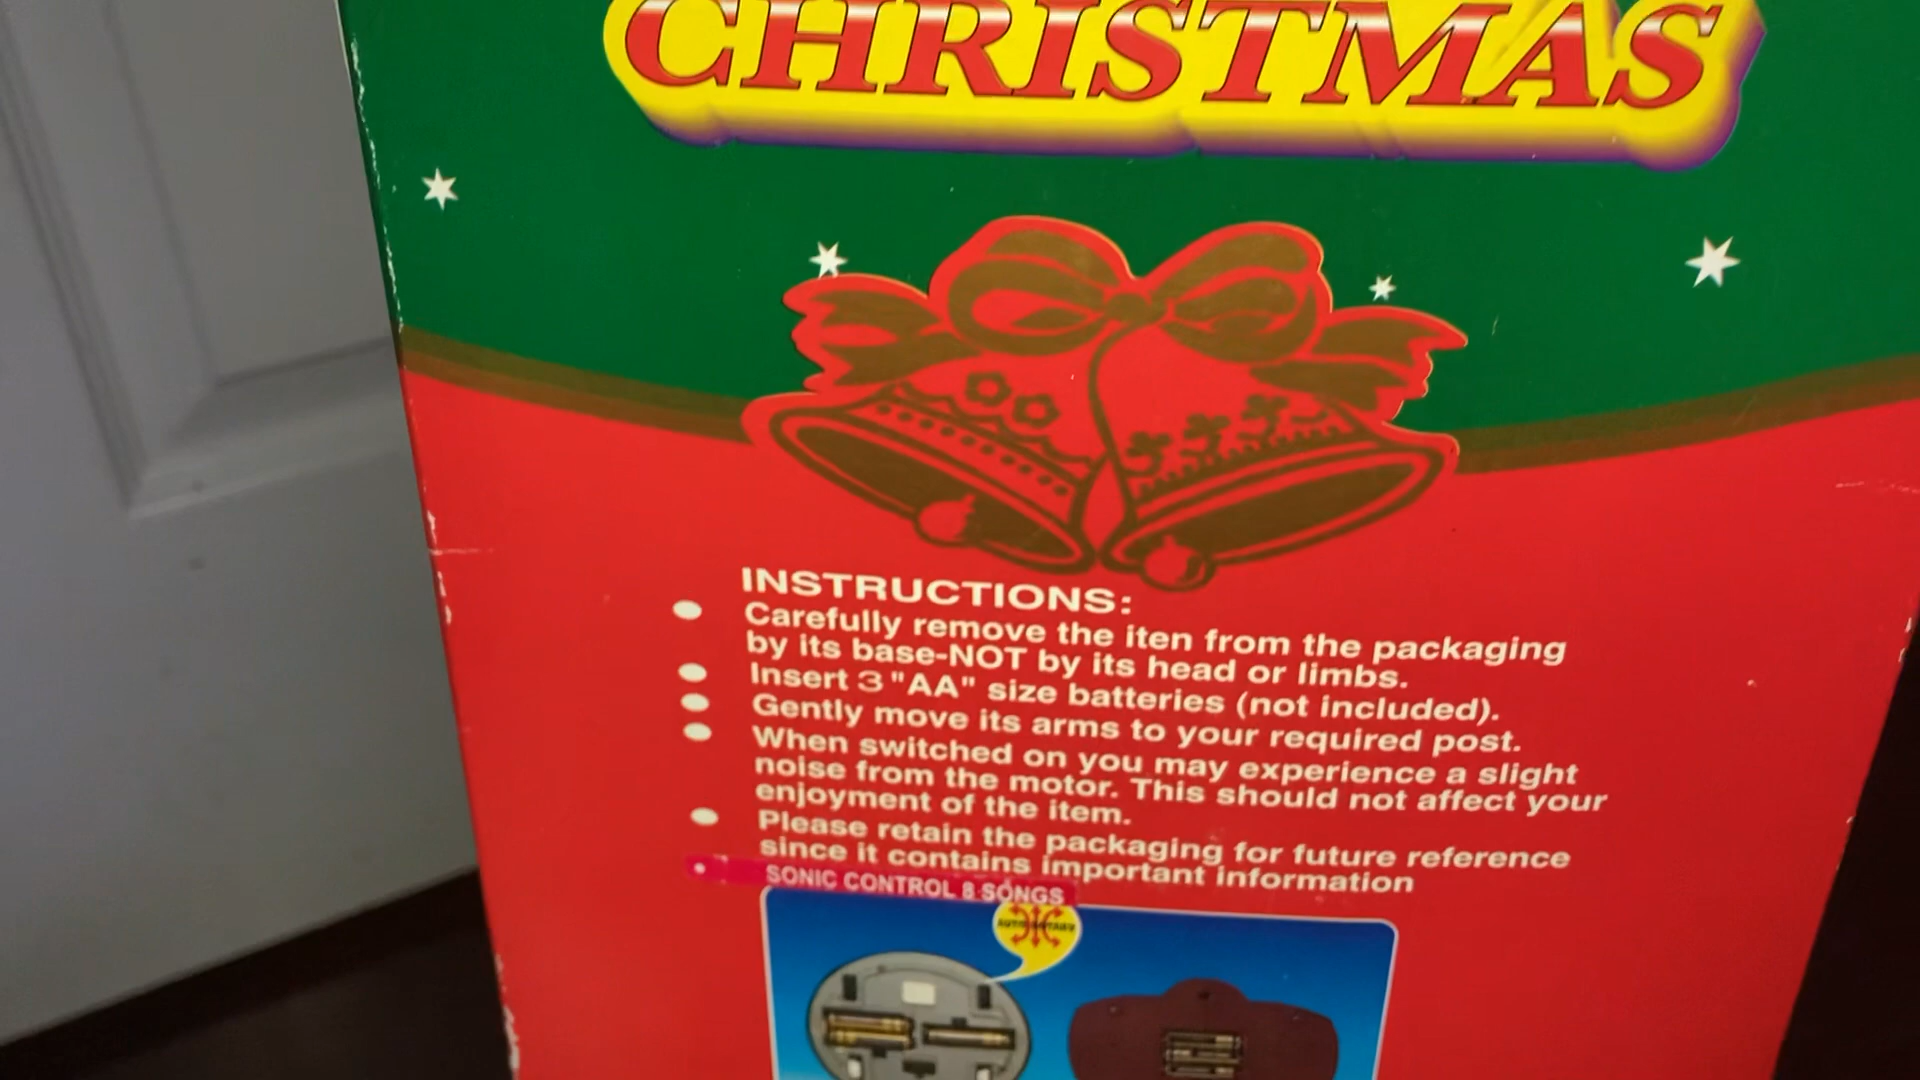 CHRISTMAS
INSTRUCTIONS:
Carefully remove the iten from the packaging
by its base-NOT by its head or limbs.
Insert 3 "AA" size batteries (not included).
Gently move its arms to your required post.
When switched on you may experience a slight
noise from the motor. This should not affect your
enjoyment of the item.
Please retain the packaging for future reference
since it contains important information
SONIC CONTROL 8 SONGS